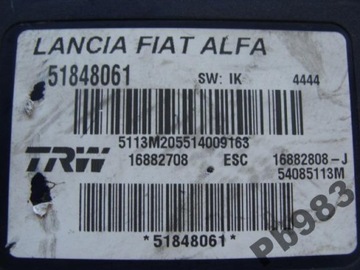 LANCIA FIAT ALFA
51848061 SW: IK 4444
5113M205514009163
TRW 16882708 ESC 16882808-J
54085113M
*51848061*
Pb983